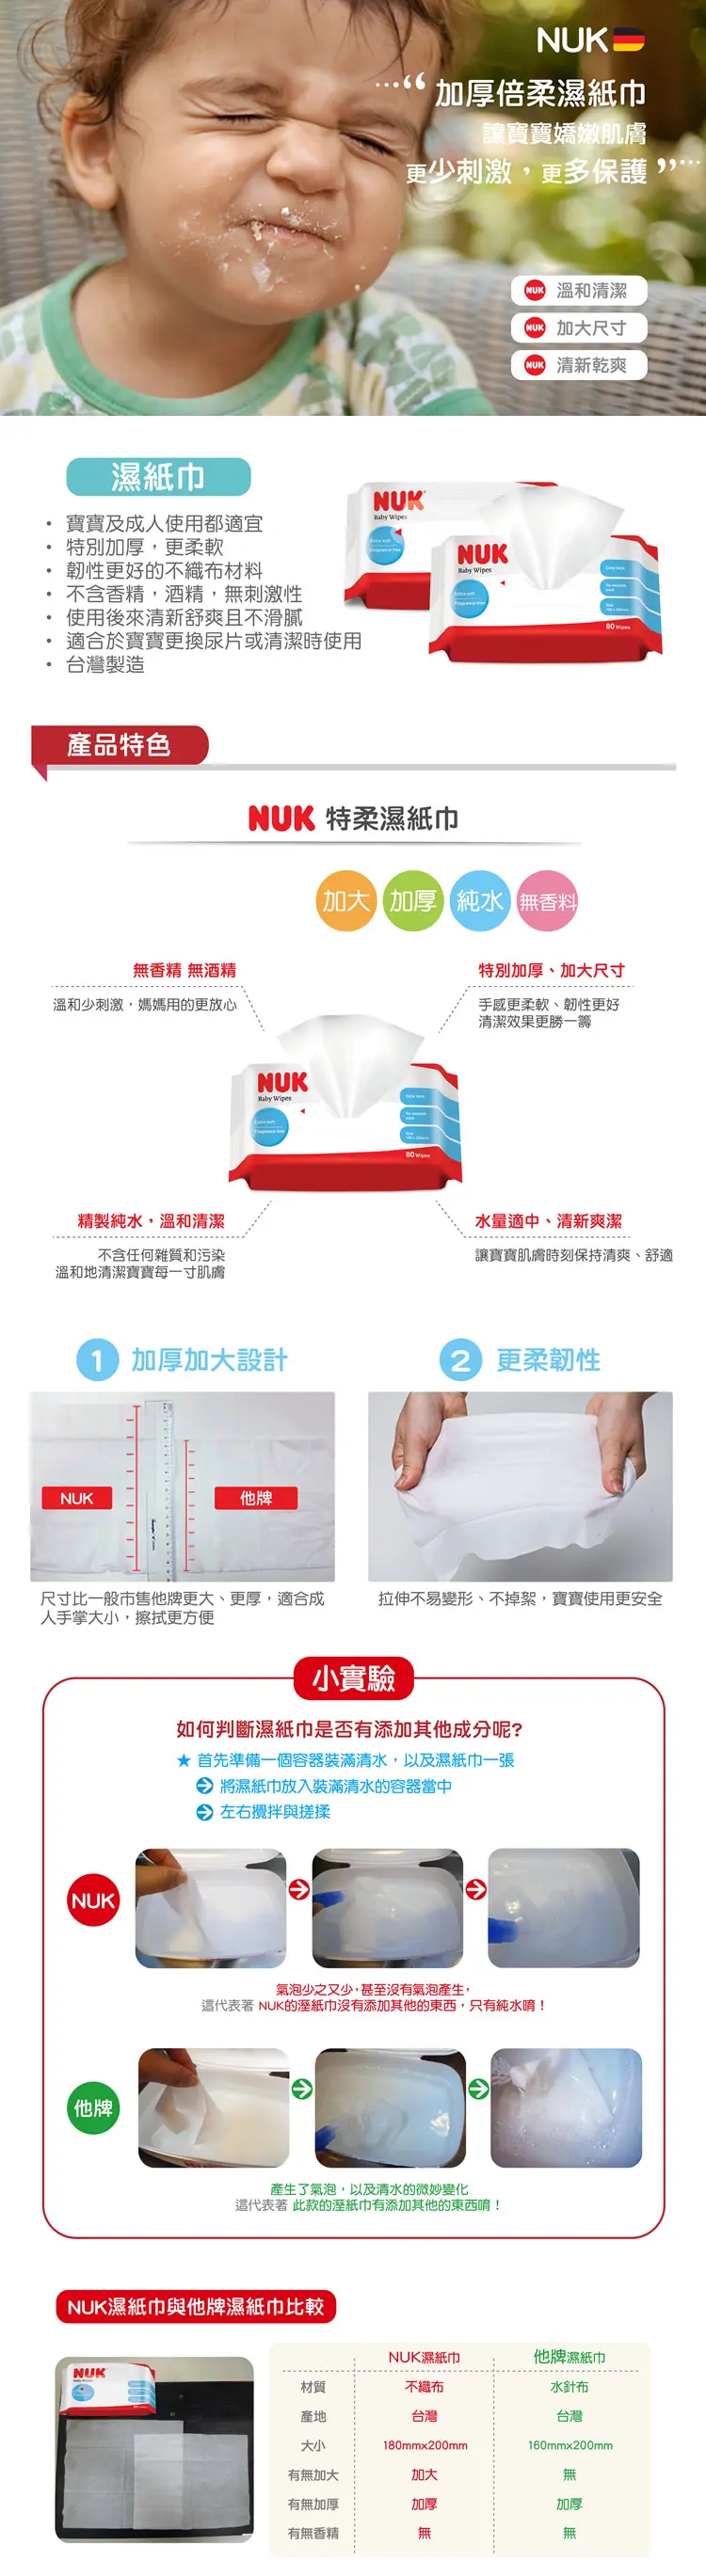 NUK
“加厚倍柔濕紙巾
讓寶寶嬌嫩肌膚
更少刺激，更多保護”
NUK 溫和清潔
NUK 加大尺寸
NUK 清新乾爽
濕紙巾
• 寶寶及成人使用都適宜
• 特別加厚，更柔軟
• 韌性更好的不織布材料
• 不含香精，酒精，無刺激性
• 使用後來清新舒爽且不滑膩
• 適合於寶寶更換尿片或清潔時使用
• 台灣製造
NUK
Baby Wipes
Extra soft
Fragrance free
NUK
Baby Wipes
Extra soft
Fragrance free
80 Wipes
產品特色
NUK 特柔濕紙巾
加大 加厚 純水 無香料
無香精 無酒精
溫和少刺激，媽媽用的更放心
特別加厚、加大尺寸
手感更柔軟、韌性更好
清潔效果更勝一籌
NUK
Baby Wipes
Extra soft
Fragrance free
80 Wipes
精製純水，溫和清潔
不含任何雜質和污染
溫和地清潔寶寶每一寸肌膚
水量適中、清新爽潔
讓寶寶肌膚時刻保持清爽、舒適
1 加厚加大設計
NUK
他牌
尺寸比一般市售他牌更大、更厚，適合成
人手掌大小，擦拭更方便
2 更柔韌性
拉伸不易變形、不掉絮，寶寶使用更安全
小實驗
如何判斷濕紙巾是否有添加其他成分呢?
★ 首先準備一個容器裝滿清水，以及濕紙巾一張
將濕紙巾放入裝滿清水的容器當中
左右攪拌與搓揉
NUK
氣泡少之又少，甚至沒有氣泡產生，
這代表著 NUK的溼紙巾沒有添加其他的東西，只有純水唷！
他牌
產生了氣泡，以及清水的微妙變化
這代表著 此款的溼紙巾有添加其他的東西唷！
NUK濕紙巾與他牌濕紙巾比較
NUK
NUK濕紙巾 他牌濕紙巾
材質 不織布 水針布
產地 台灣 台灣
大小 180mmx200mm 160mmx200mm
有無加大 加大 無
有無加厚 加厚 加厚
有無香精 無 無